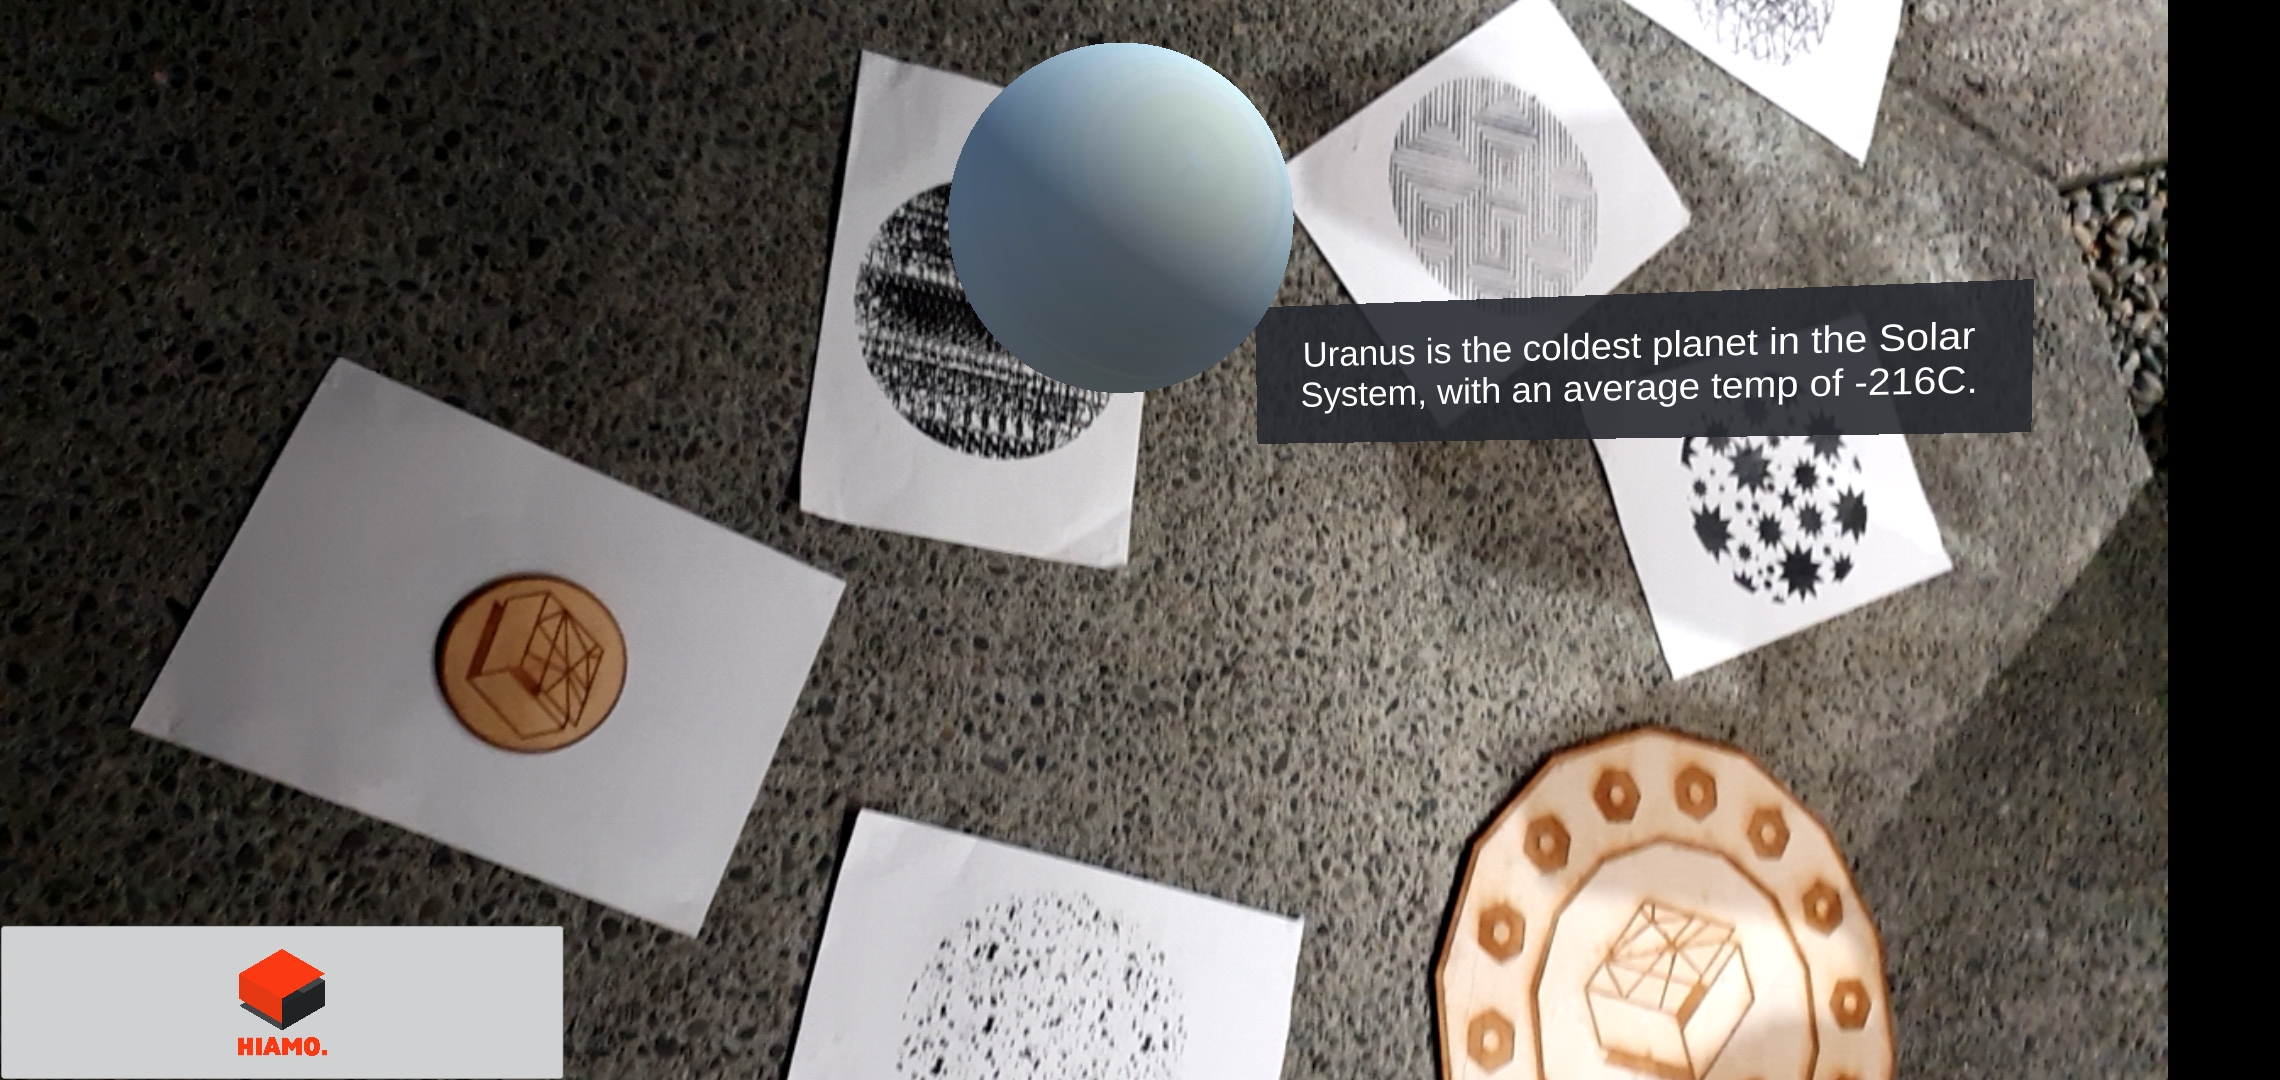 Uranus is the coldest planet in the Solar
System, with an average temp of -216C.
HIAMO.